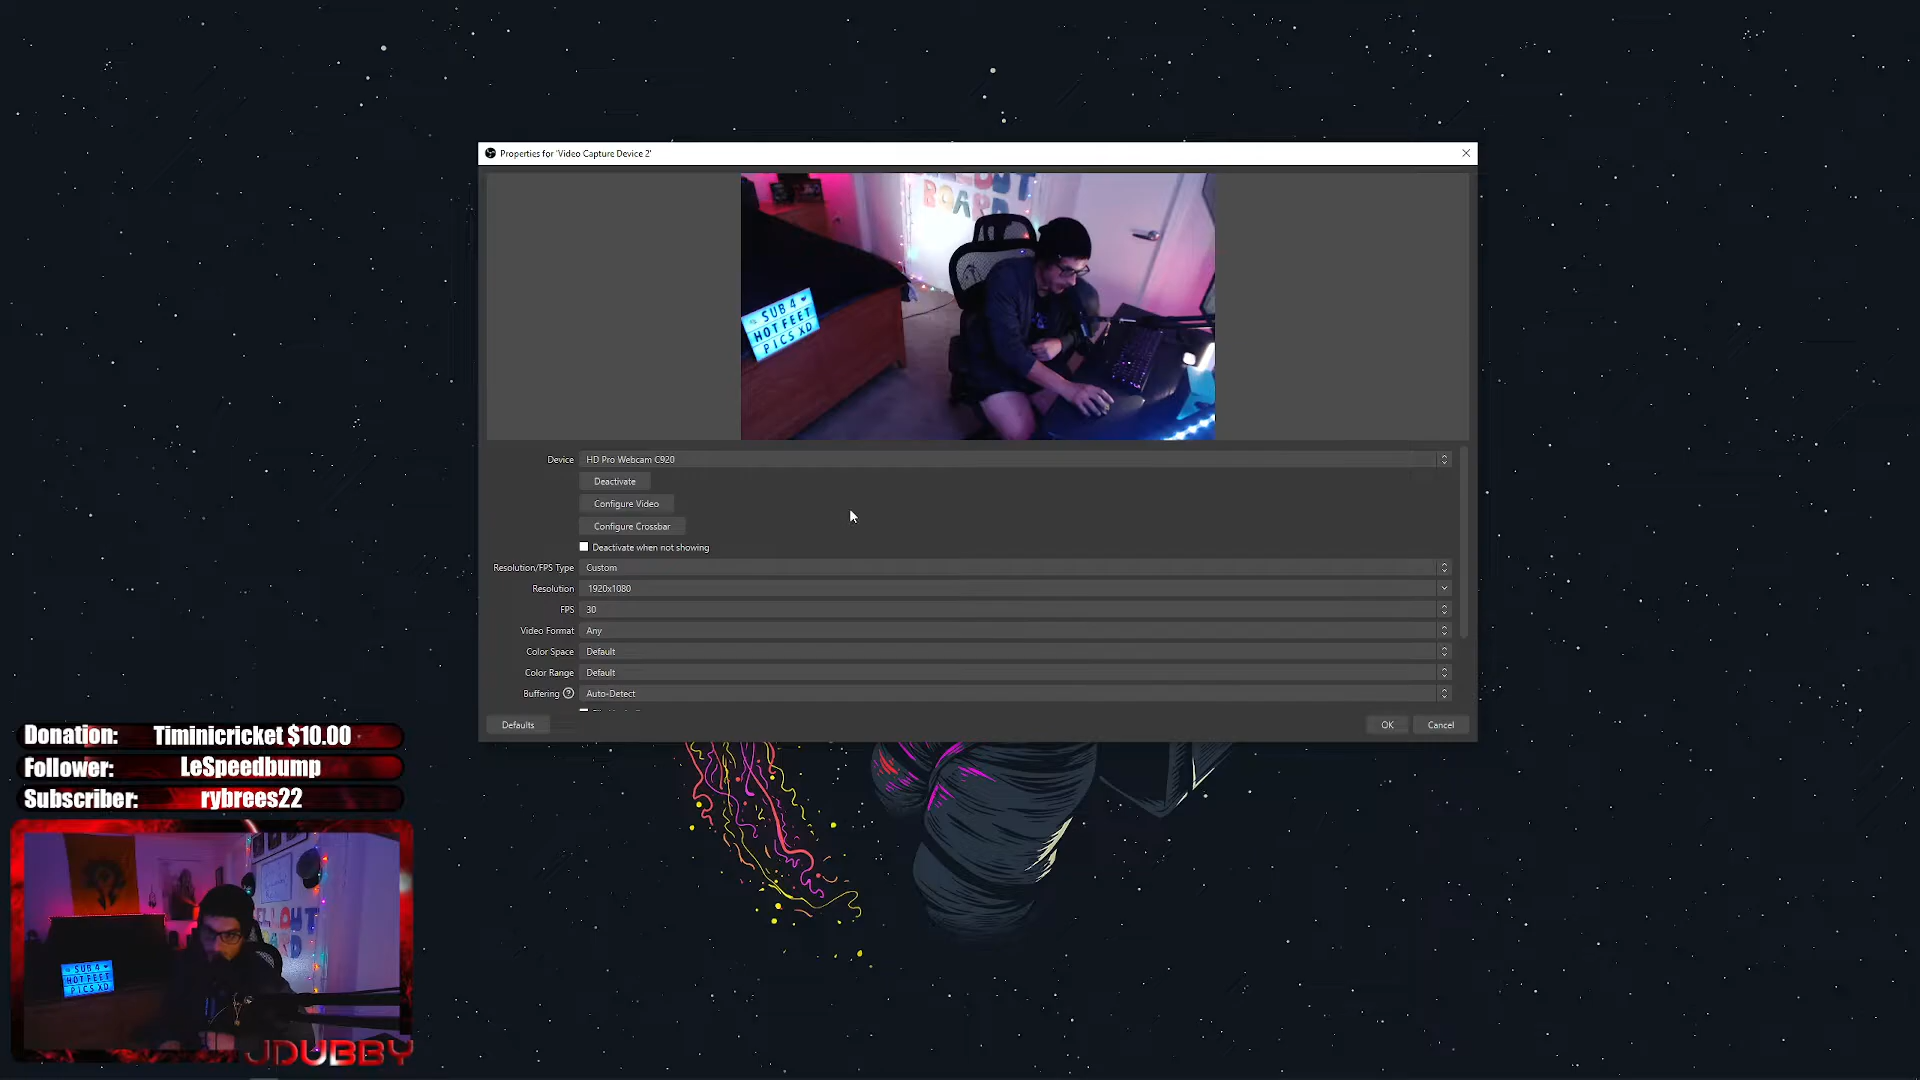 Properties for 'Video Capture Device 2'
BOARD
SUB 4
HOT FEET
PICS XD
Device HD Pro Webcam C920
Deactivate
Configure Video
Configure Crossbar
Deactivate when not showing
Resolution/FPS Type Custom
Resolution 1920x1080
FPS 30
Video Format Any
Color Space Default
Color Range Default
Buffering ? Auto-Detect
Defaults OK Cancel
Donation: Timinicricket $10.00
Follower: LeSpeedbump
Subscriber: rybrees22
SUB 4
HOT FEET
PICS XD
JDUBBY